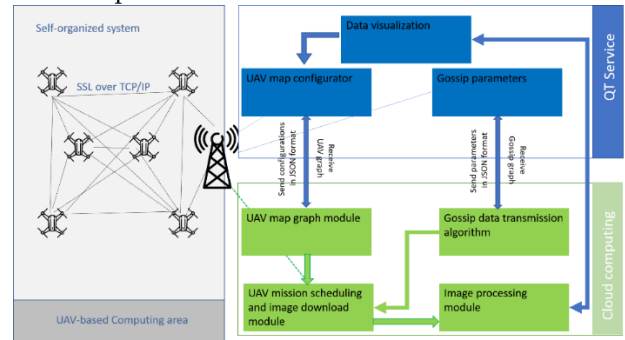 Self-organized system
SSL over TCP/IP
UAV-based Computing area
Data visualization
UAV map configurator
Gossip parameters
QT Service
Send configurations
in JSON format
Receive
UAV graph
Send parameters
in JSON format
Receive
Gossip graph
UAV map graph module
Gossip data transmission
algorithm
UAV mission scheduling
and image download
module
Image processing
module
Cloud computing